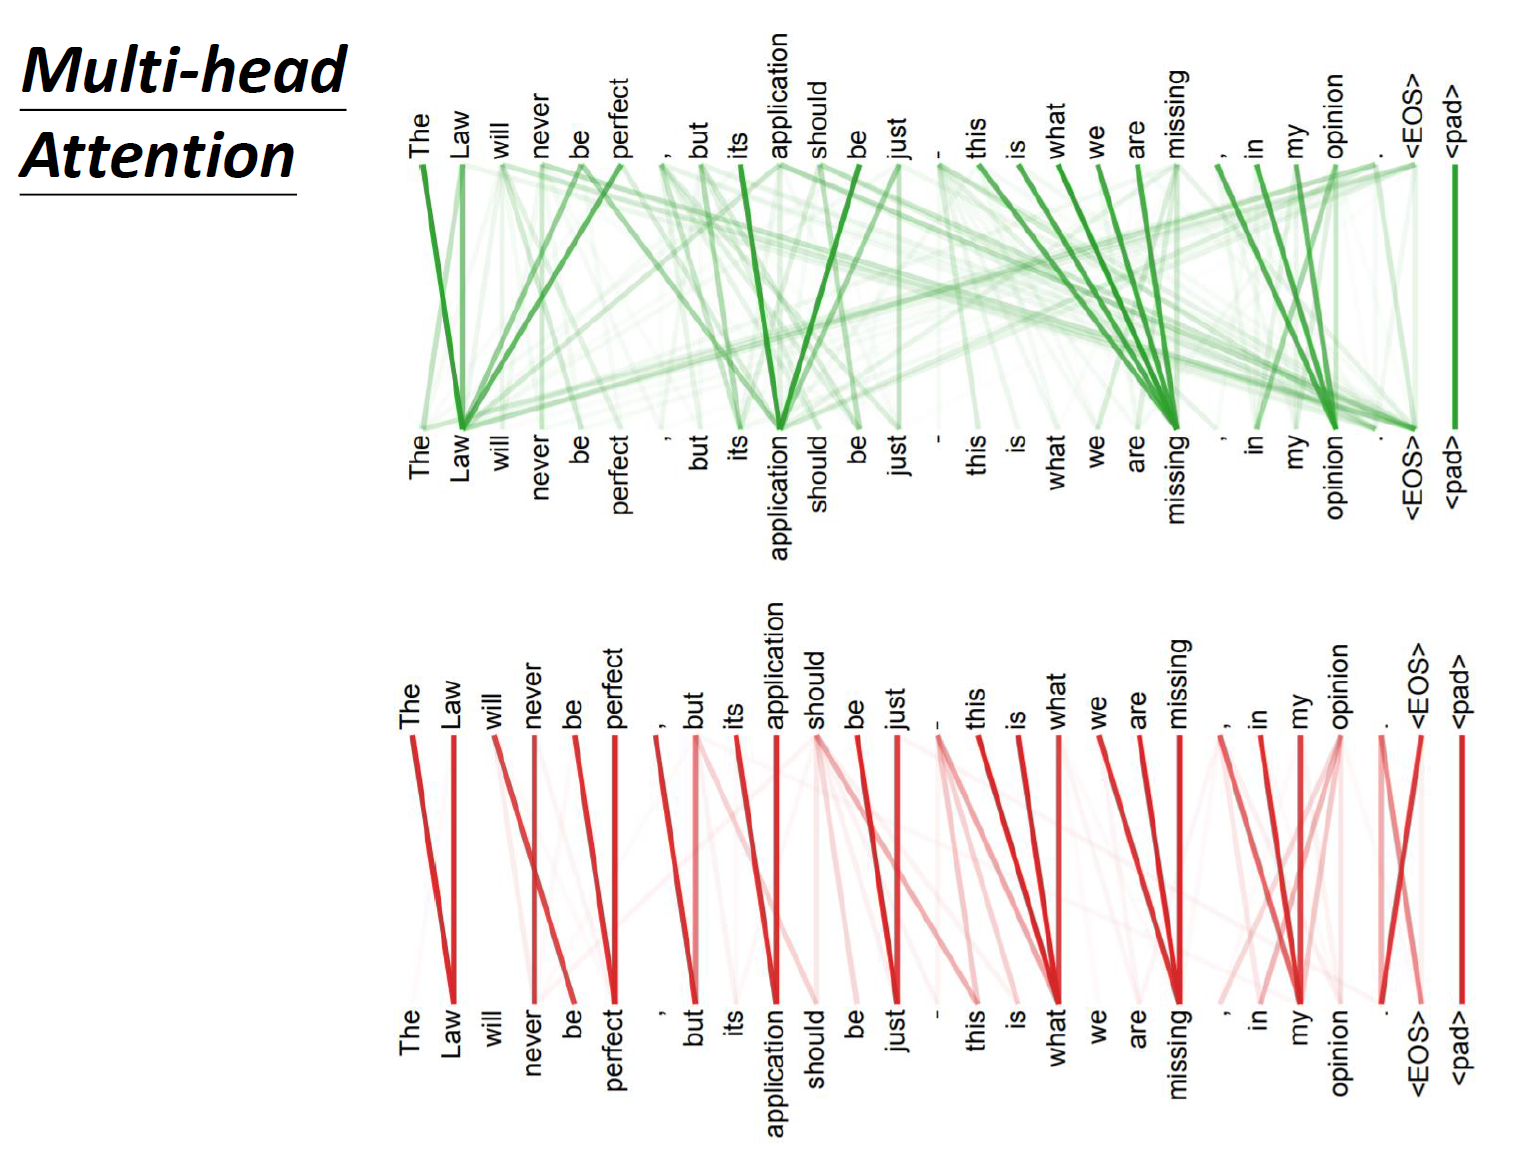 Multi-head
Attention
The Law will never be perfect , but its application should be just - this is what we are missing , in my opinion . <EOS> <pad>
The Law will never be perfect , but its application should be just - this is what we are missing , in my opinion . <EOS> <pad>
The Law will never be perfect , but its application should be just - this is what we are missing , in my opinion . <EOS> <pad>
The Law will never be perfect , but its application should be just - this is what we are missing , in my opinion . <EOS> <pad>